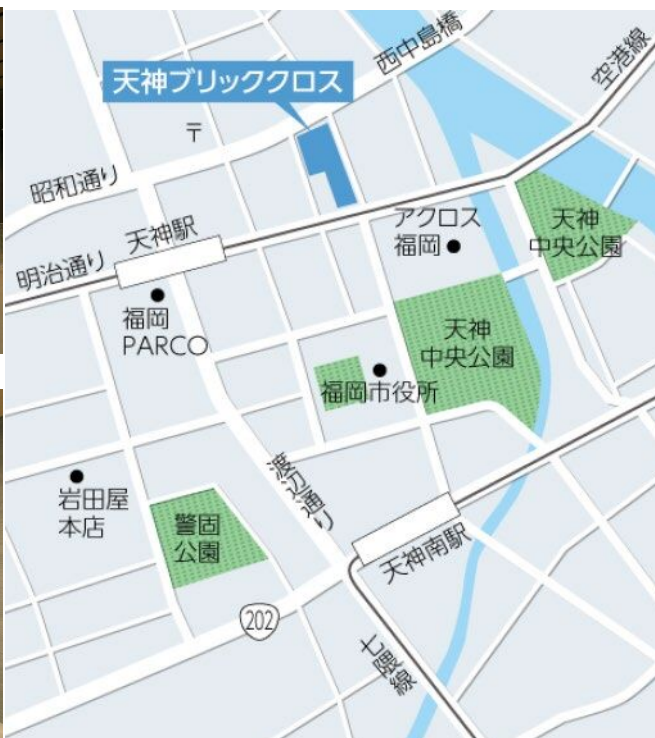 西中島橋
空港線
天神ブリッククロス
〒
昭和通り
天神駅
アクロス
福岡
天神
中央公園
明治通り
福岡
PARCO
天神
中央公園
福岡市役所
渡辺通り
岩田屋
本店
警固
公園
天神南駅
202
七隈線